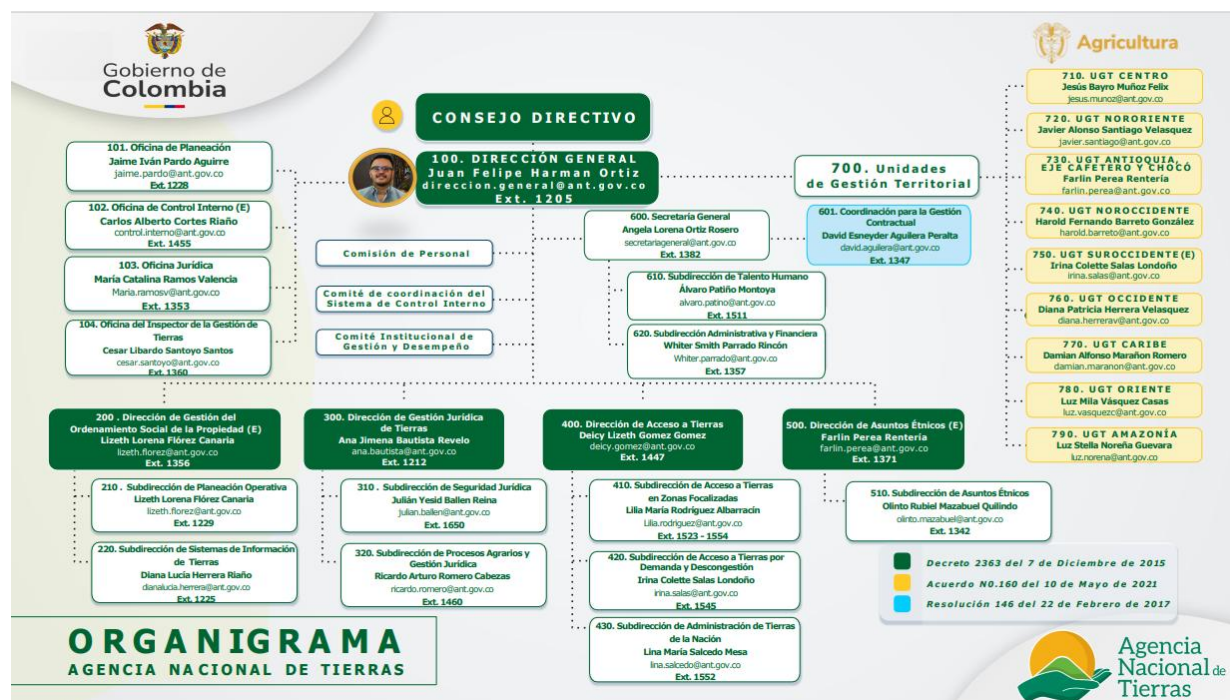 Gobierno de
Colombia
Agricultura
CONSEJO DIRECTIVO
100. DIRECCIÓN GENERAL
Juan Felipe Harman Ortiz
direccion.general@ant.gov.co
Ext. 1205
101. Oficina de Planeación
Jaime Iván Pardo Aguirre
jaime.pardo@ant.gov.co
Ext. 1228
102. Oficina de Control Interno (E)
Carlos Alberto Cortes Riaño
control.interno@ant.gov.co
Ext. 1455
103. Oficina Jurídica
María Catalina Ramos Valencia
Maria.ramosv@ant.gov.co
Ext. 1353
104. Oficina del Inspector de la Gestión de
Tierras
Cesar Libardo Santoyo Santos
cesar.santoyo@ant.gov.co
Ext. 1360
Comisión de Personal
Comité de coordinación del
Sistema de Control Interno
Comité Institucional de
Gestión y Desempeño
600. Secretaria General
Angela Lorena Ortiz Rosero
secretariageneral@ant.gov.co
Ext. 1382
601. Coordinación para la Gestión
Contractual
David Esneyder Aguilera Peralta
david.aguilera@ant.gov.co
Ext. 1347
610. Subdirección de Talento Humano
Álvaro Patiño Montoya
alvaro.patino@ant.gov.co
Ext. 1511
620. Subdirección Administrativa y Financiera
Whiter Smith Parrado Rincón
Whiter.parrado@ant.gov.co
Ext. 1357
700. Unidades
de Gestión Territorial
710. UGT CENTRO
Jesús Bayro Muñoz Felix
jesus.munoz@ant.gov.co
720. UGT NORORIENTE
Javier Alonso Santiago Velasquez
javier.santiago@ant.gov.co
730. UGT ANTIOQUIA,
EJE CAFETERO Y CHOCÓ
Farlin Perea Rentería
farlin.perea@ant.gov.co
740. UGT NOROCCIDENTE
Harold Fernando Barreto González
harold.barreto@ant.gov.co
750. UGT SUROCCIDENTE (E)
Irina Colette Salas Londoño
irina.salas@ant.gov.co
760. UGT OCCIDENTE
Diana Patricia Herrera Velasquez
diana.herrerav@ant.gov.co
770. UGT CARIBE
Damian Alfonso Marañon Romero
damian.maranon@ant.gov.co
780. UGT ORIENTE
Luz Mila Vásquez Casas
luz.vasquezc@ant.gov.co
790. UGT AMAZONÍA
Luz Stella Noreña Guevara
luz.norena@ant.gov.co
200 . Dirección de Gestión del
Ordenamiento Social de la Propiedad (E)
Lizeth Lorena Flórez Canaria
lizeth.florez@ant.gov.co
Ext. 1356
210 . Subdirección de Planeación Operativa
Lizeth Lorena Flórez Canaria
lizeth.florez@ant.gov.co
Ext. 1229
220. Subdirección de Sistemas de Información
de Tierras
Diana Lucía Herrera Riaño
dianalucia.herrera@ant.gov.co
Ext. 1225
300. Dirección de Gestión Jurídica
de Tierras
Ana Jimena Bautista Revelo
ana.bautista@ant.gov.co
Ext. 1212
310 . Subdirección de Seguridad Jurídica
Julián Yesid Ballen Reina
julian.ballen@ant.gov.co
Ext. 1650
320. Subdirección de Procesos Agrarios y
Gestión Jurídica
Ricardo Arturo Romero Cabezas
ricardo.romero@ant.gov.co
Ext. 1460
400. Dirección de Acceso a Tierras
Deicy Lizeth Gomez Gomez
deicy.gomez@ant.gov.co
Ext. 1447
410. Subdirección de Acceso a Tierras
en Zonas Focalizadas
Lilia María Rodríguez Albarracín
Lilia.rodriguez@ant.gov.co
Ext. 1523 - 1554
420. Subdirección de Acceso a Tierras por
Demanda y Descongestión
Irina Colette Salas Londoño
irina.salas@ant.gov.co
Ext. 1545
430. Subdirección de Administración de Tierras
de la Nación
Lina María Salcedo Mesa
lina.salcedo@ant.gov.co
Ext. 1552
500. Dirección de Asuntos Étnicos (E)
Farlin Perea Rentería
farlin.perea@ant.gov.co
Ext. 1371
510. Subdirección de Asuntos Étnicos
Olinto Rubiel Mazabuel Quilindo
olinto.mazabuel@ant.gov.co
Ext. 1342
Decreto 2363 del 7 de Diciembre de 2015
Acuerdo N0.160 del 10 de Mayo de 2021
Resolución 146 del 22 de Febrero de 2017
ORGANIGRAMA
AGENCIA NACIONAL DE TIERRAS
Agencia
Nacional de
Tierras